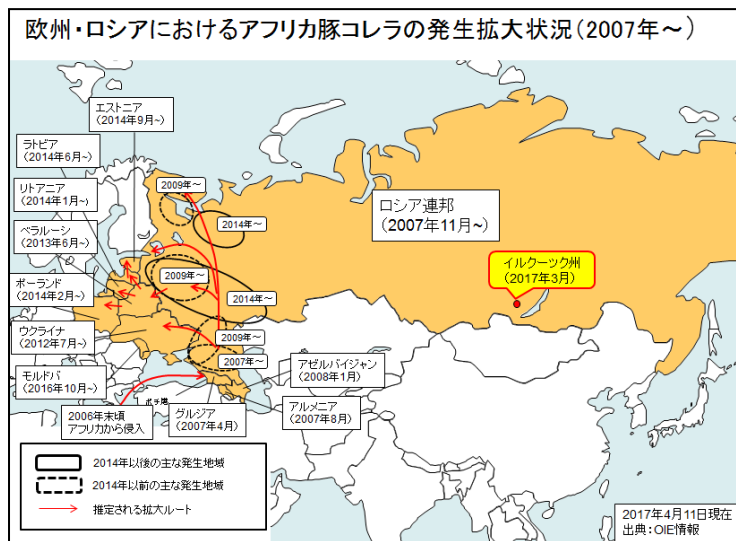 欧州・ロシアにおけるアフリカ豚コレラの発生拡大状況(2007年～)
エストニア
(2014年9月～)
ラトビア
(2014年6月～)
リトアニア
(2014年1月～)
ベラルーシ
(2013年6月～)
ポーランド
(2014年2月～)
ウクライナ
(2012年7月～)
モルドバ
(2016年10月～)
2006年末頃
アフリカから侵入
ポチ港
グルジア
(2007年4月)
アルメニア
(2007年8月)
アゼルバイジャン
(2008年1月)
2009年～
2014年～
2009年～
2014年～
2009年～
2007年～
ロシア連邦
(2007年11月～)
イルクーツク州
(2017年3月)
2014年以後の主な発生地域
2014年以前の主な発生地域
推定される拡大ルート
2017年4月11日現在
出典：OIE情報